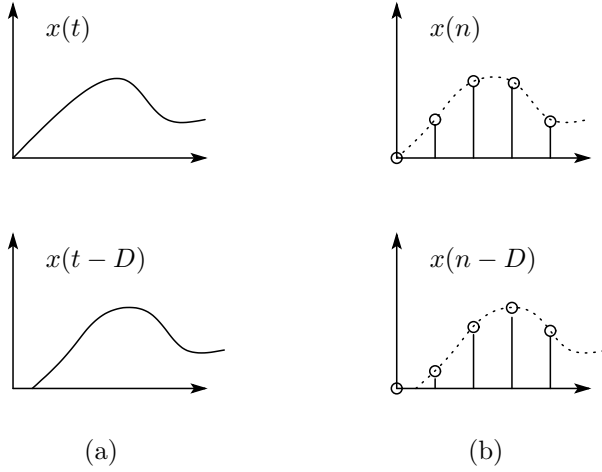 x(t)
x(n)
x(t − D)
x(n − D)
(a)
(b)